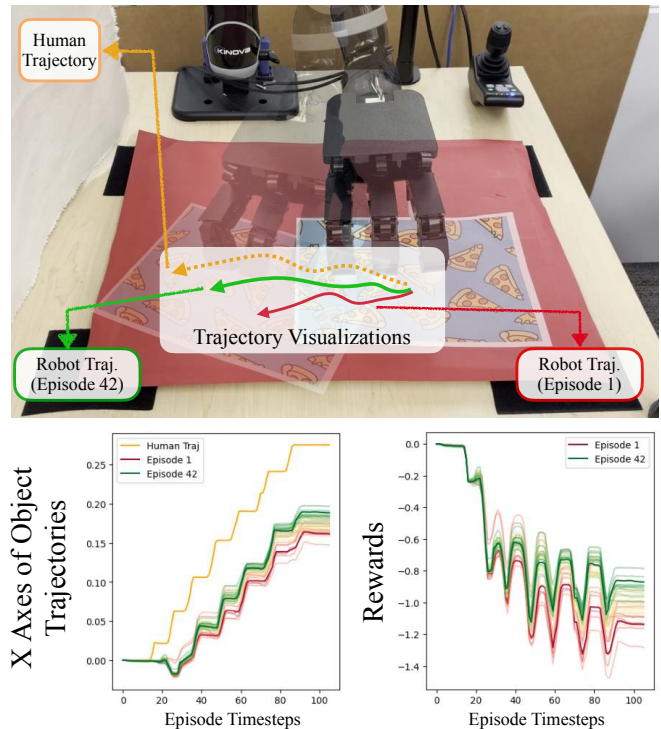 Human
Trajectory
KINOVA
Trajectory Visualizations
Robot Traj.
(Episode 42)
Robot Traj.
(Episode 1)
X Axes of Object
Trajectories
Human Traj
Episode 1
Episode 42
0.25
0.20
0.15
0.10
0.05
0.00
0 20 40 60 80 100
Episode Timesteps
Rewards
Episode 1
Episode 42
0.0
−0.2
−0.4
−0.6
−0.8
−1.0
−1.2
−1.4
0 20 40 60 80 100
Episode Timesteps